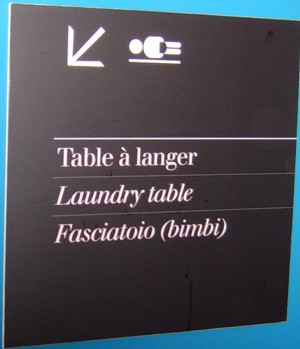 Table à langer
Laundry table
Fasciatoio (bimbi)